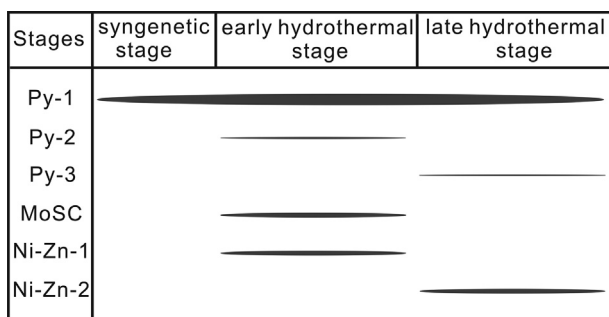 Stages
syngenetic stage
early hydrothermal stage
late hydrothermal stage
Py-1
Py-2
Py-3
MoSC
Ni-Zn-1
Ni-Zn-2